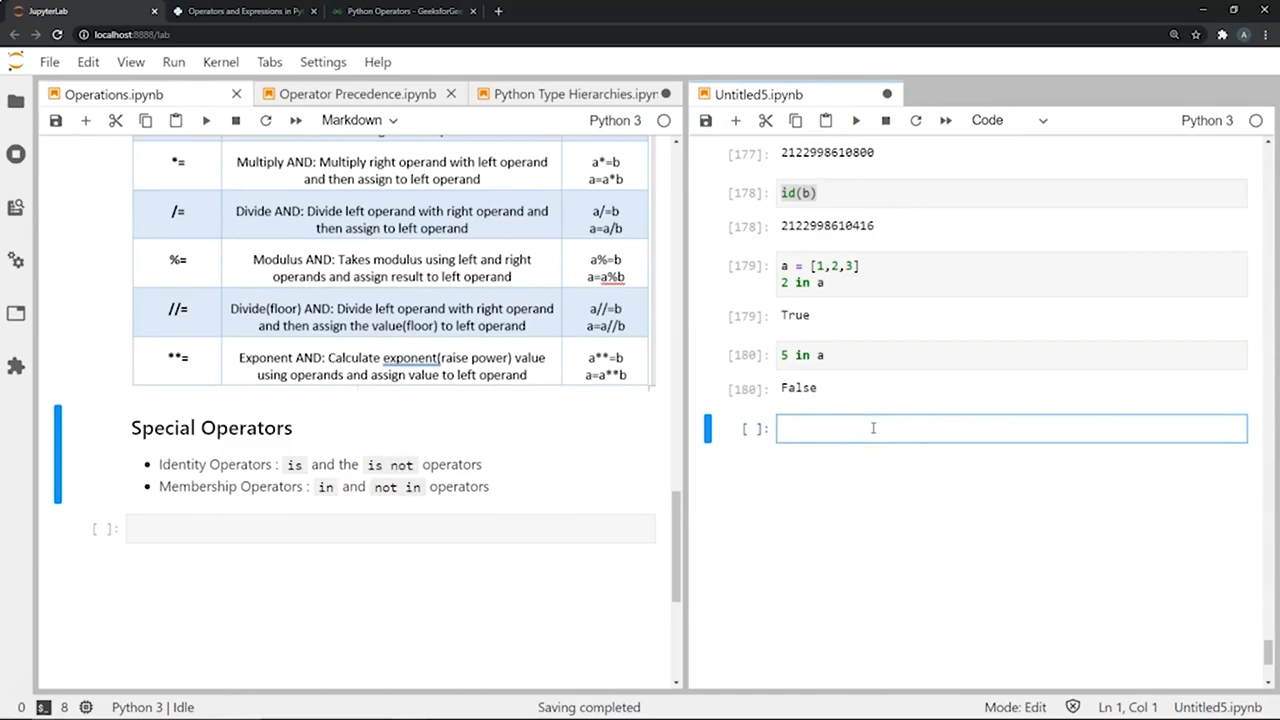 JupyterLab
Operators and Expressions in Pyt
Python Operators - GeeksforGee
localhost:8888/lab
A
File Edit View Run Kernel Tabs Settings Help
Operations.ipynb
Operator Precedence.ipynb
Python Type Hierarchies.ipyn
Untitled5.ipynb
Markdown
Python 3
Code
Python 3
*=
Multiply AND: Multiply right operand with left operand
and then assign to left operand
a*=b
a=a*b
/=
Divide AND: Divide left operand with right operand and
then assign to left operand
a/=b
a=a/b
%=
Modulus AND: Takes modulus using left and right
operands and assign result to left operand
a%=b
a=a%b
//=
Divide(floor) AND: Divide left operand with right operand
and then assign the value(floor) to left operand
a//=b
a=a//b
**=
Exponent AND: Calculate exponent(raise power) value
using operands and assign value to left operand
a**=b
a=a**b
Special Operators
• Identity Operators : is and the is not operators
• Membership Operators : in and not in operators
[ ]:
[177]: 2122998610800
[178]: id(b)
[178]: 2122998610416
[179]: a = [1,2,3]
2 in a
[179]: True
[180]: 5 in a
[180]: False
[ ]:
0 8 Python 3 | Idle Saving completed Mode: Edit Ln 1, Col 1 Untitled5.ipynb